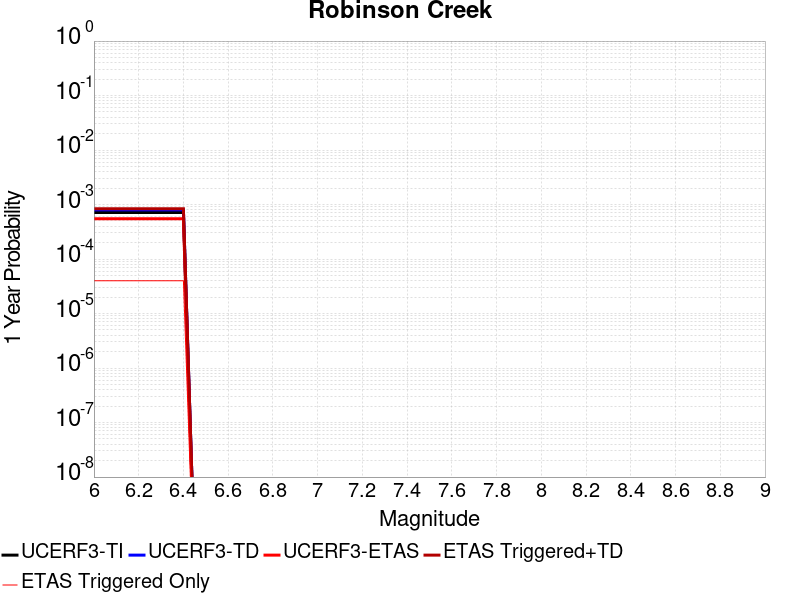 Robinson Creek
10^0
10^-1
10^-2
10^-3
10^-4
10^-5
10^-6
10^-7
10^-8
1 Year Probability
6 6.2 6.4 6.6 6.8 7 7.2 7.4 7.6 7.8 8 8.2 8.4 8.6 8.8 9
Magnitude
UCERF3-TI UCERF3-TD UCERF3-ETAS ETAS Triggered+TD
ETAS Triggered Only